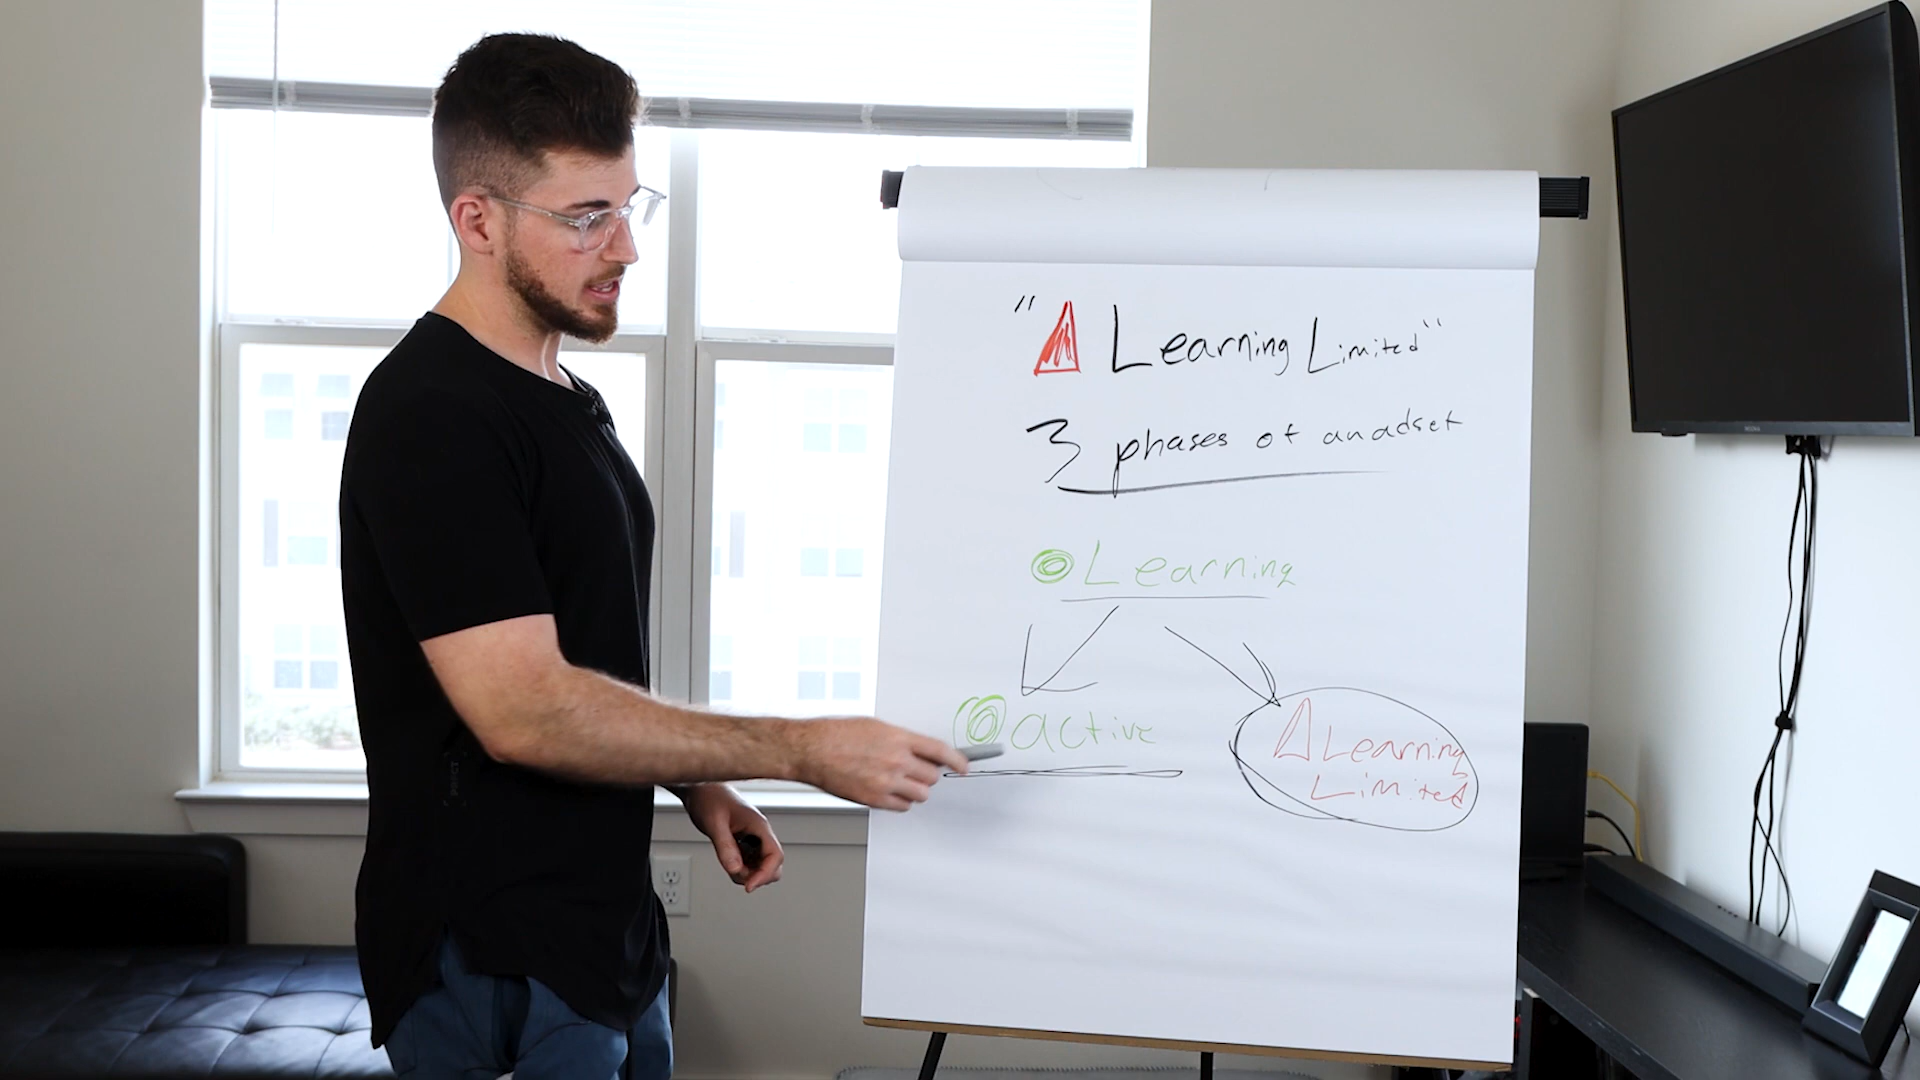 "Learning Limited"
3 phases of an adset
Learning
active
Learning
Limited